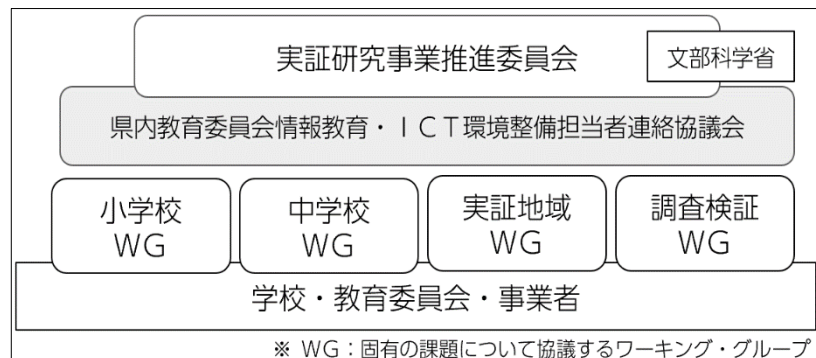 実証研究事業推進委員会
文部科学省
県内教育委員会情報教育・ＩＣＴ環境整備担当者連絡協議会
小学校
ＷＧ
中学校
ＷＧ
実証地域
ＷＧ
調査検証
ＷＧ
学校・教育委員会・事業者
※ ＷＧ：固有の課題について協議するワーキング・グループ